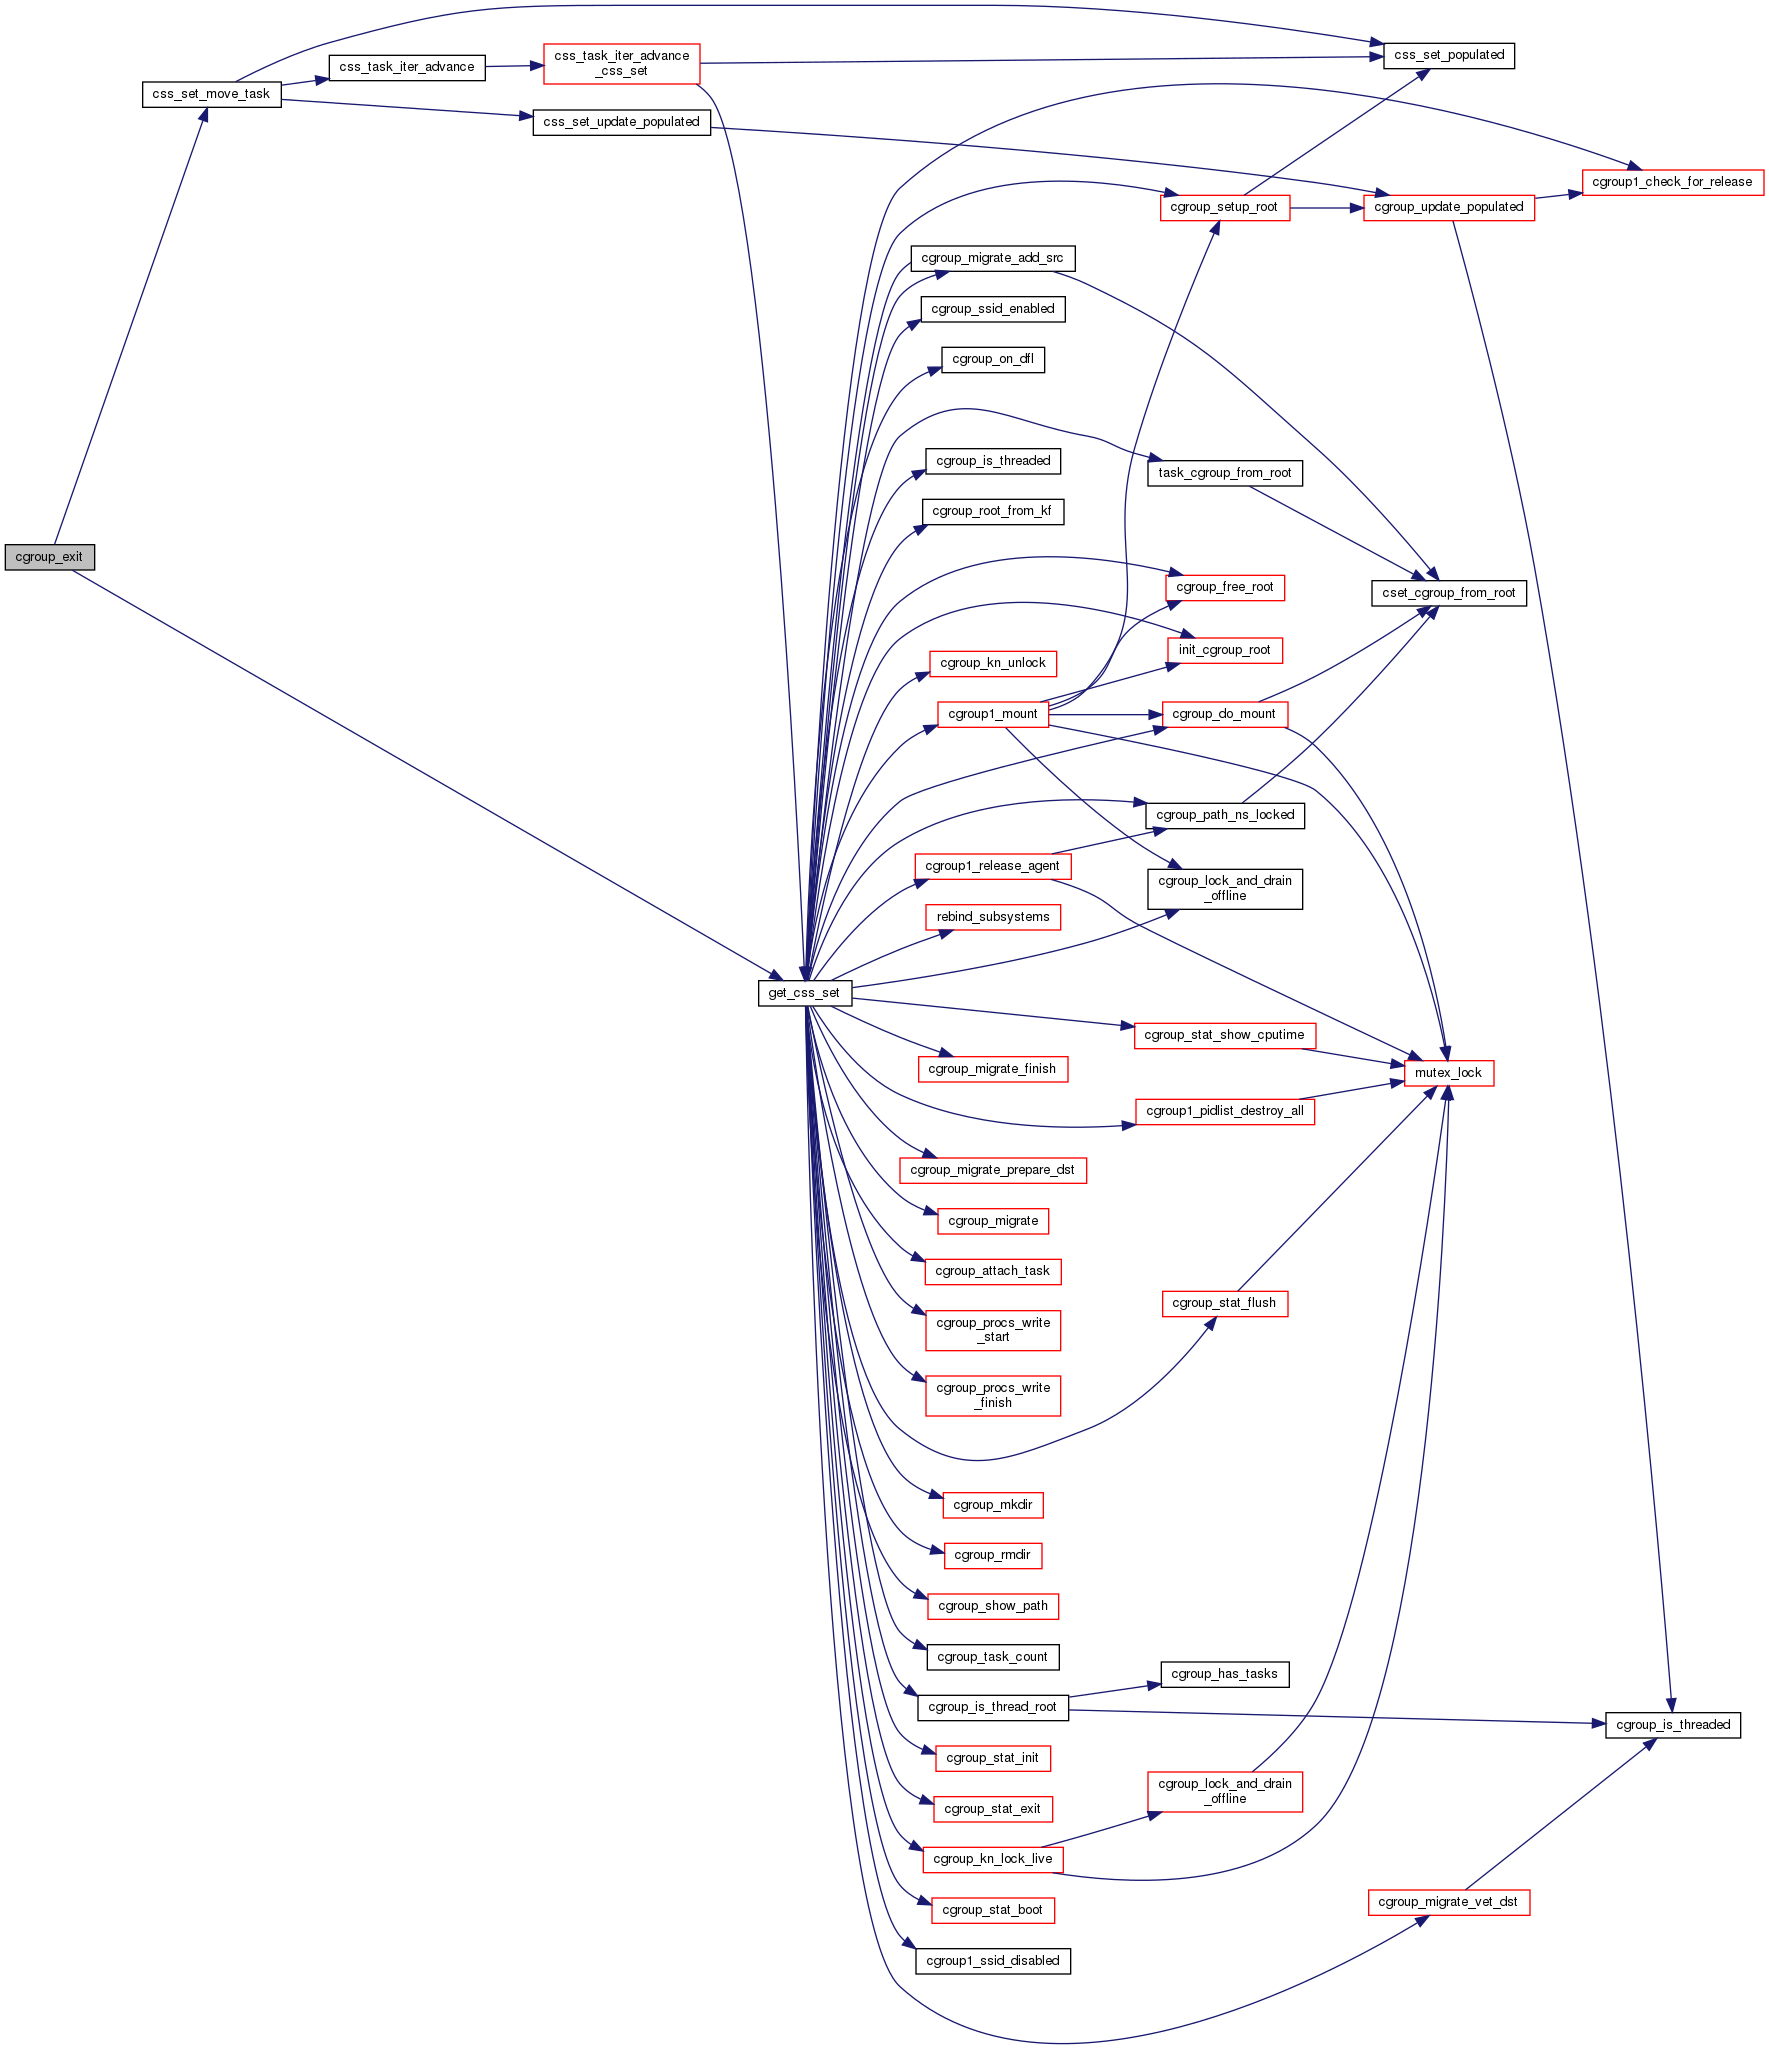 css_set_populated
css_task_iter_advance
css_task_iter_advance
_css_set
css_set_move_task
css_set_update_populated
cgroup1_check_for_release
cgroup_setup_root
cgroup_update_populated
cgroup_migrate_add_src
cgroup_ssid_enabled
cgroup_on_dfl
cgroup_is_threaded
task_cgroup_from_root
cgroup_root_from_kf
cgroup_exit
cgroup_free_root
cset_cgroup_from_root
init_cgroup_root
cgroup_kn_unlock
cgroup1_mount
cgroup_do_mount
cgroup_path_ns_locked
cgroup1_release_agent
cgroup_lock_and_drain
_offline
rebind_subsystems
get_css_set
cgroup_stat_show_cputime
cgroup_migrate_finish
mutex_lock
cgroup1_pidlist_destroy_all
cgroup_migrate_prepare_dst
cgroup_migrate
cgroup_attach_task
cgroup_stat_flush
cgroup_procs_write
_start
cgroup_procs_write
_finish
cgroup_mkdir
cgroup_rmdir
cgroup_show_path
cgroup_task_count
cgroup_has_tasks
cgroup_is_thread_root
cgroup_is_threaded
cgroup_stat_init
cgroup_lock_and_drain
_offline
cgroup_stat_exit
cgroup_kn_lock_live
cgroup_migrate_vet_dst
cgroup_stat_boot
cgroup1_ssid_disabled